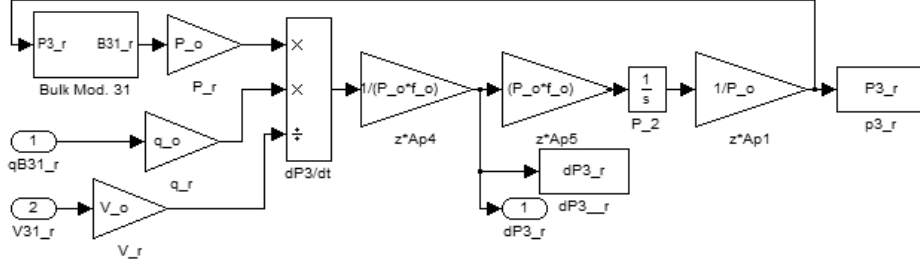 P3_r B31_r
Bulk Mod. 31
P_o
P_r
×
×
÷
dP3/dt
1/(P_o*f_o)
z*Ap4
(P_o*f_o)
z*Ap5
1
s
P_2
1/P_o
z*Ap1
P3_r
p3_r
1
qB31_r
q_o
q_r
2
V31_r
V_o
V_r
dP3_r
dP3__r
1
dP3_r